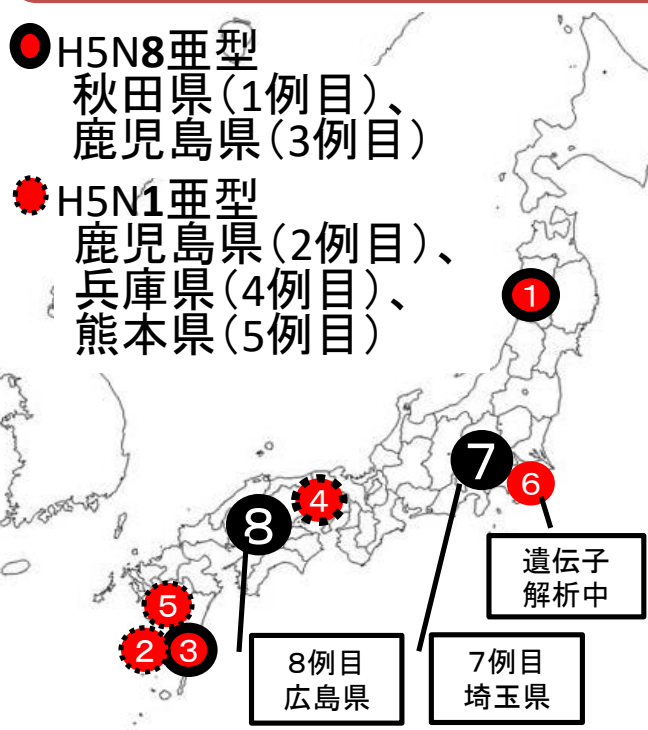 H5N8亜型
秋田県（1例目）、
鹿児島県（3例目）
H5N1亜型
鹿児島県（2例目）、
兵庫県（4例目）、
熊本県（5例目）
1
7
6
4
8
5
2
3
遺伝子
解析中
8例目
広島県
7例目
埼玉県